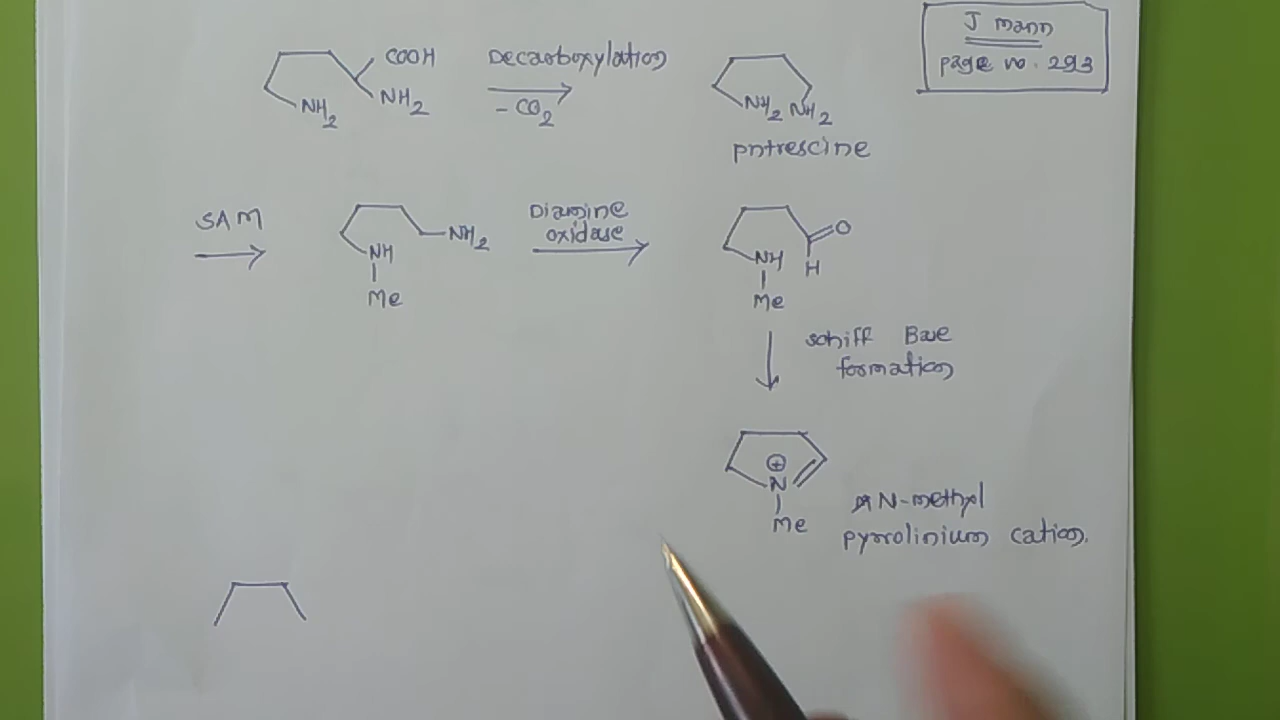 J mann
page no. 293
COOH
NH2
NH2
Decarboxylation
- CO2
NH2 NH2
pntrescine
SAM
NH
Me
NH2
Diamine
oxidase
O
H
NH
Me
schiff Base
formation
⊕
N
Me
N-methyl
pyrrolinium cation.